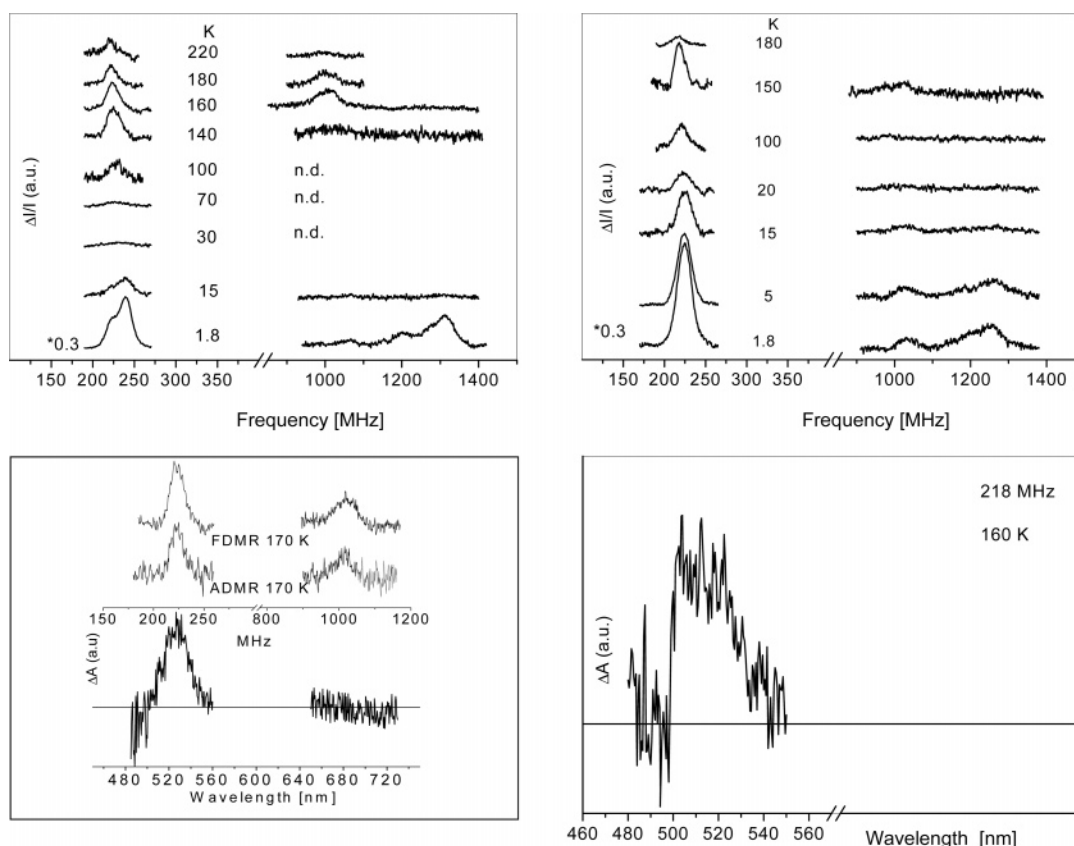 K
220
180
160
140
100 n.d.
70 n.d.
30 n.d.
15
*0.3 1.8
ΔI/I (a.u.)
150 200 250 300 350 1000 1200 1400
Frequency [MHz]
K
180
150
100
20
15
5
*0.3 1.8
ΔI/I (a.u.)
150 200 250 300 350 1000 1200 1400
Frequency [MHz]
FDMR 170 K
ADMR 170 K
150 200 250 800 1000 1200
MHz
ΔA (a.u)
480 520 560 600 640 680 720
Wavelength [nm]
218 MHz
160 K
ΔA (a.u.)
460 480 500 520 540 560
Wavelength [nm]